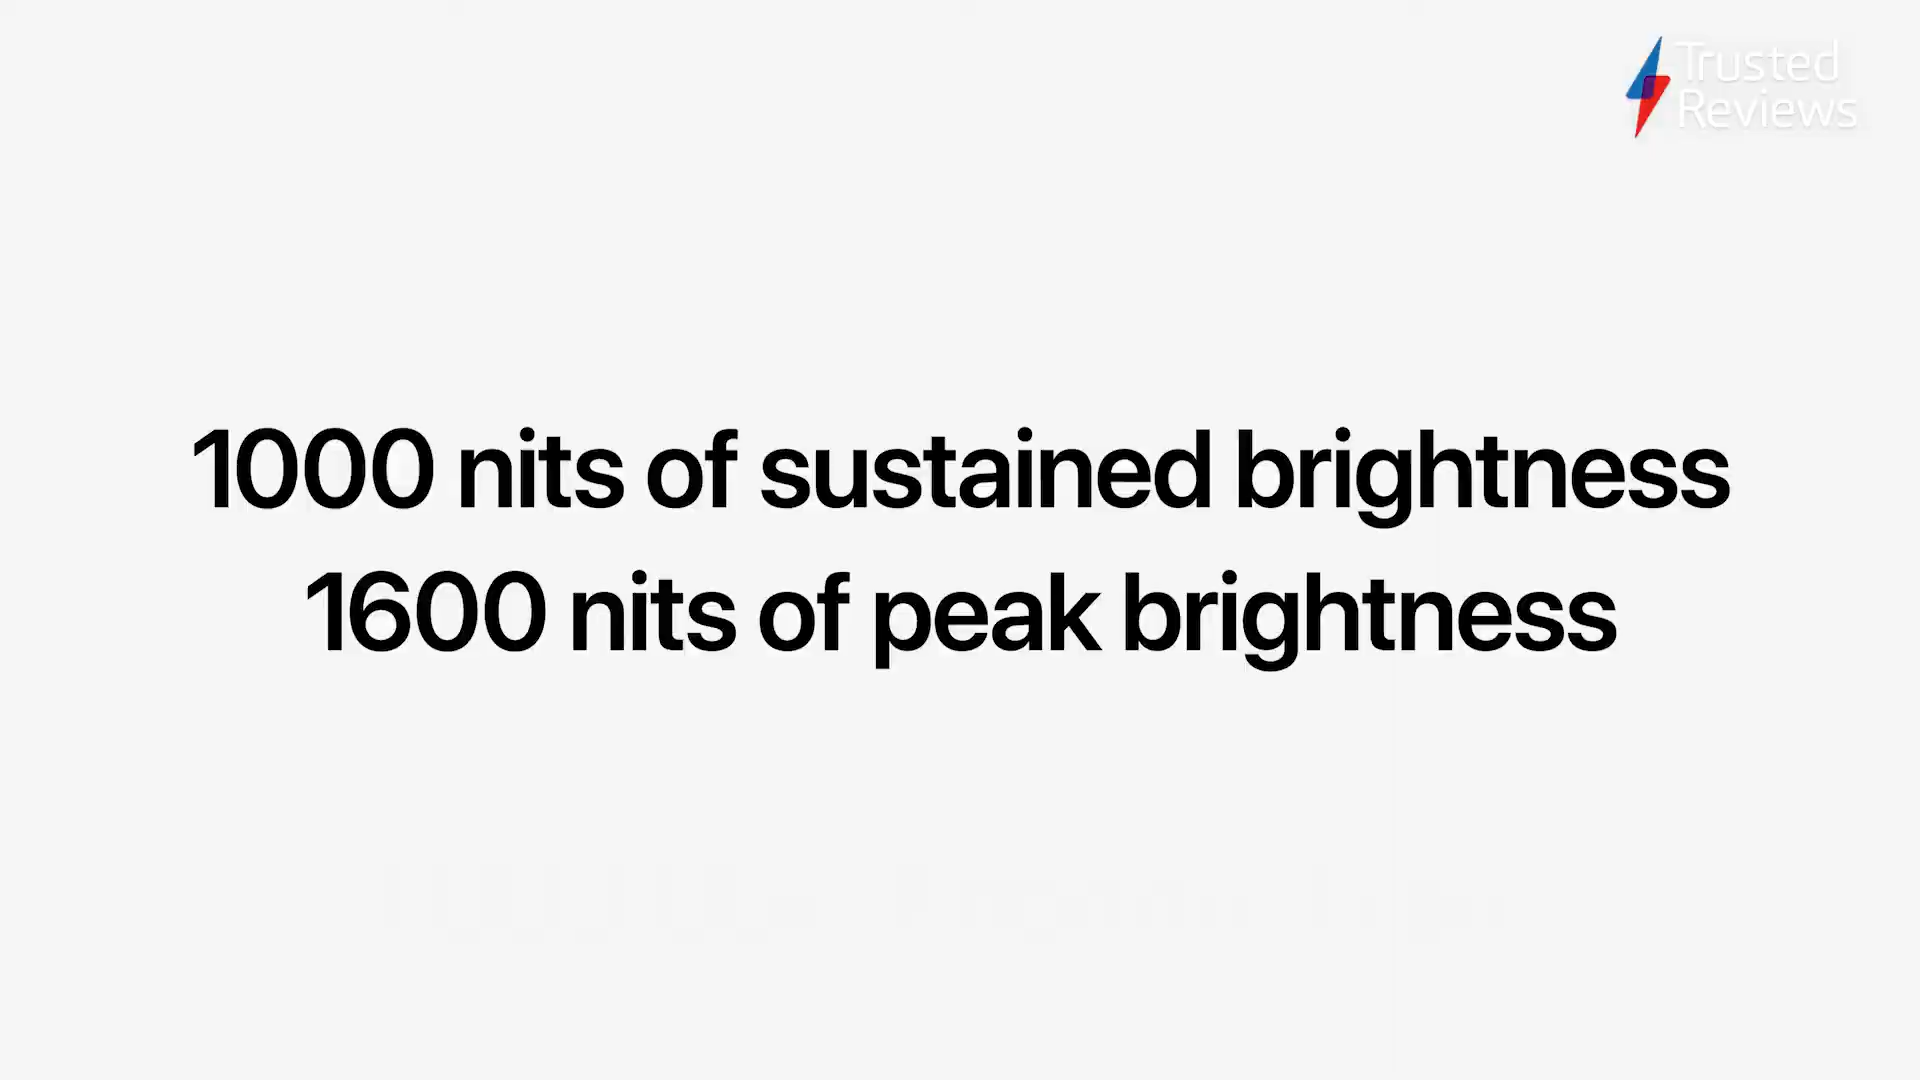 Trusted
Reviews
1000 nits of sustained brightness
1600 nits of peak brightness